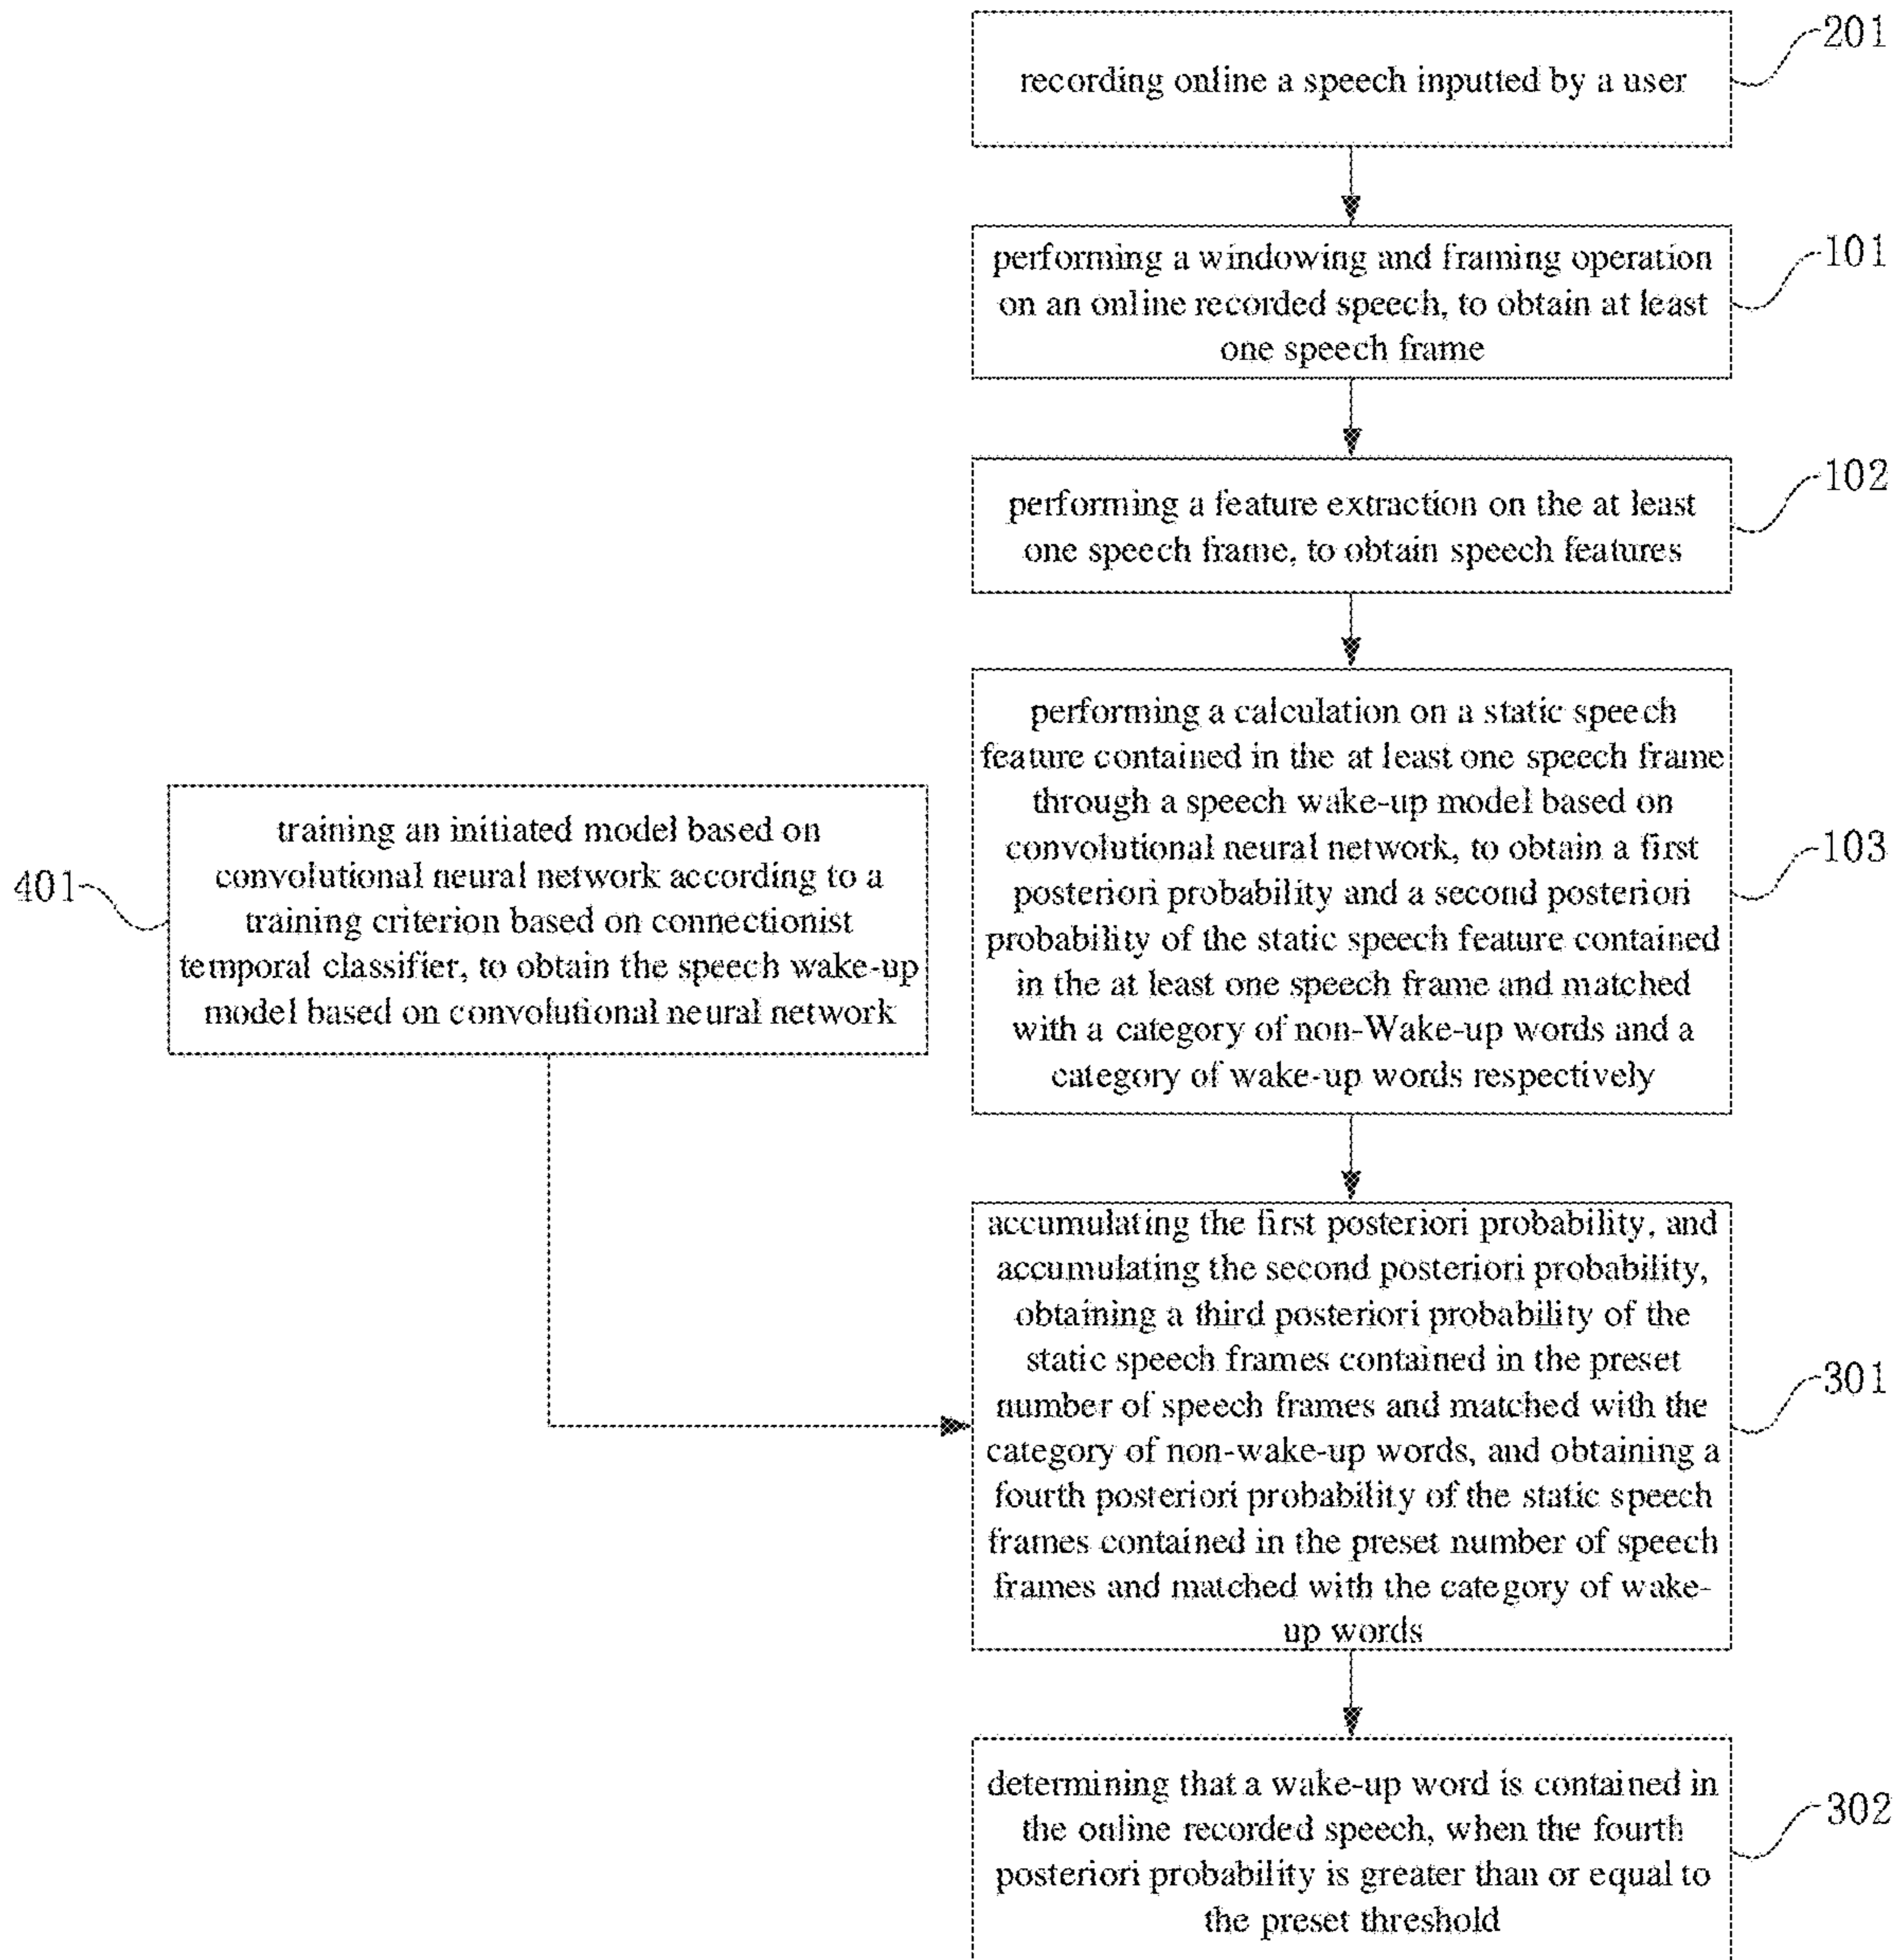 recording online a speech inputted by a user
201
performing a windowing and framing operation
on an online recorded speech, to obtain at least
one speech frame
101
performing a feature extraction on the at least
one speech frame, to obtain speech features
102
performing a calculation on a static speech
feature contained in the at least one speech frame
through a speech wake-up model based on
convolutional neural network, to obtain a first
posteriori probability and a second posteriori
probability of the static speech feature contained
in the at least one speech frame and matched
with a category of non-Wake-up words and a
category of wake-up words respectively
103
401
training an initiated model based on
convolutional neural network according to a
training criterion based on connectionist
temporal classifier, to obtain the speech wake-up
model based on convolutional neural network
accumulating the first posteriori probability, and
accumulating the second posteriori probability,
obtaining a third posteriori probability of the
static speech frames contained in the preset
number of speech frames and matched with the
category of non-wake-up words, and obtaining a
fourth posteriori probability of the static speech
frames contained in the preset number of speech
frames and matched with the category of wake-
up words
301
determining that a wake-up word is contained in
the online recorded speech, when the fourth
posteriori probability is greater than or equal to
the preset threshold
302